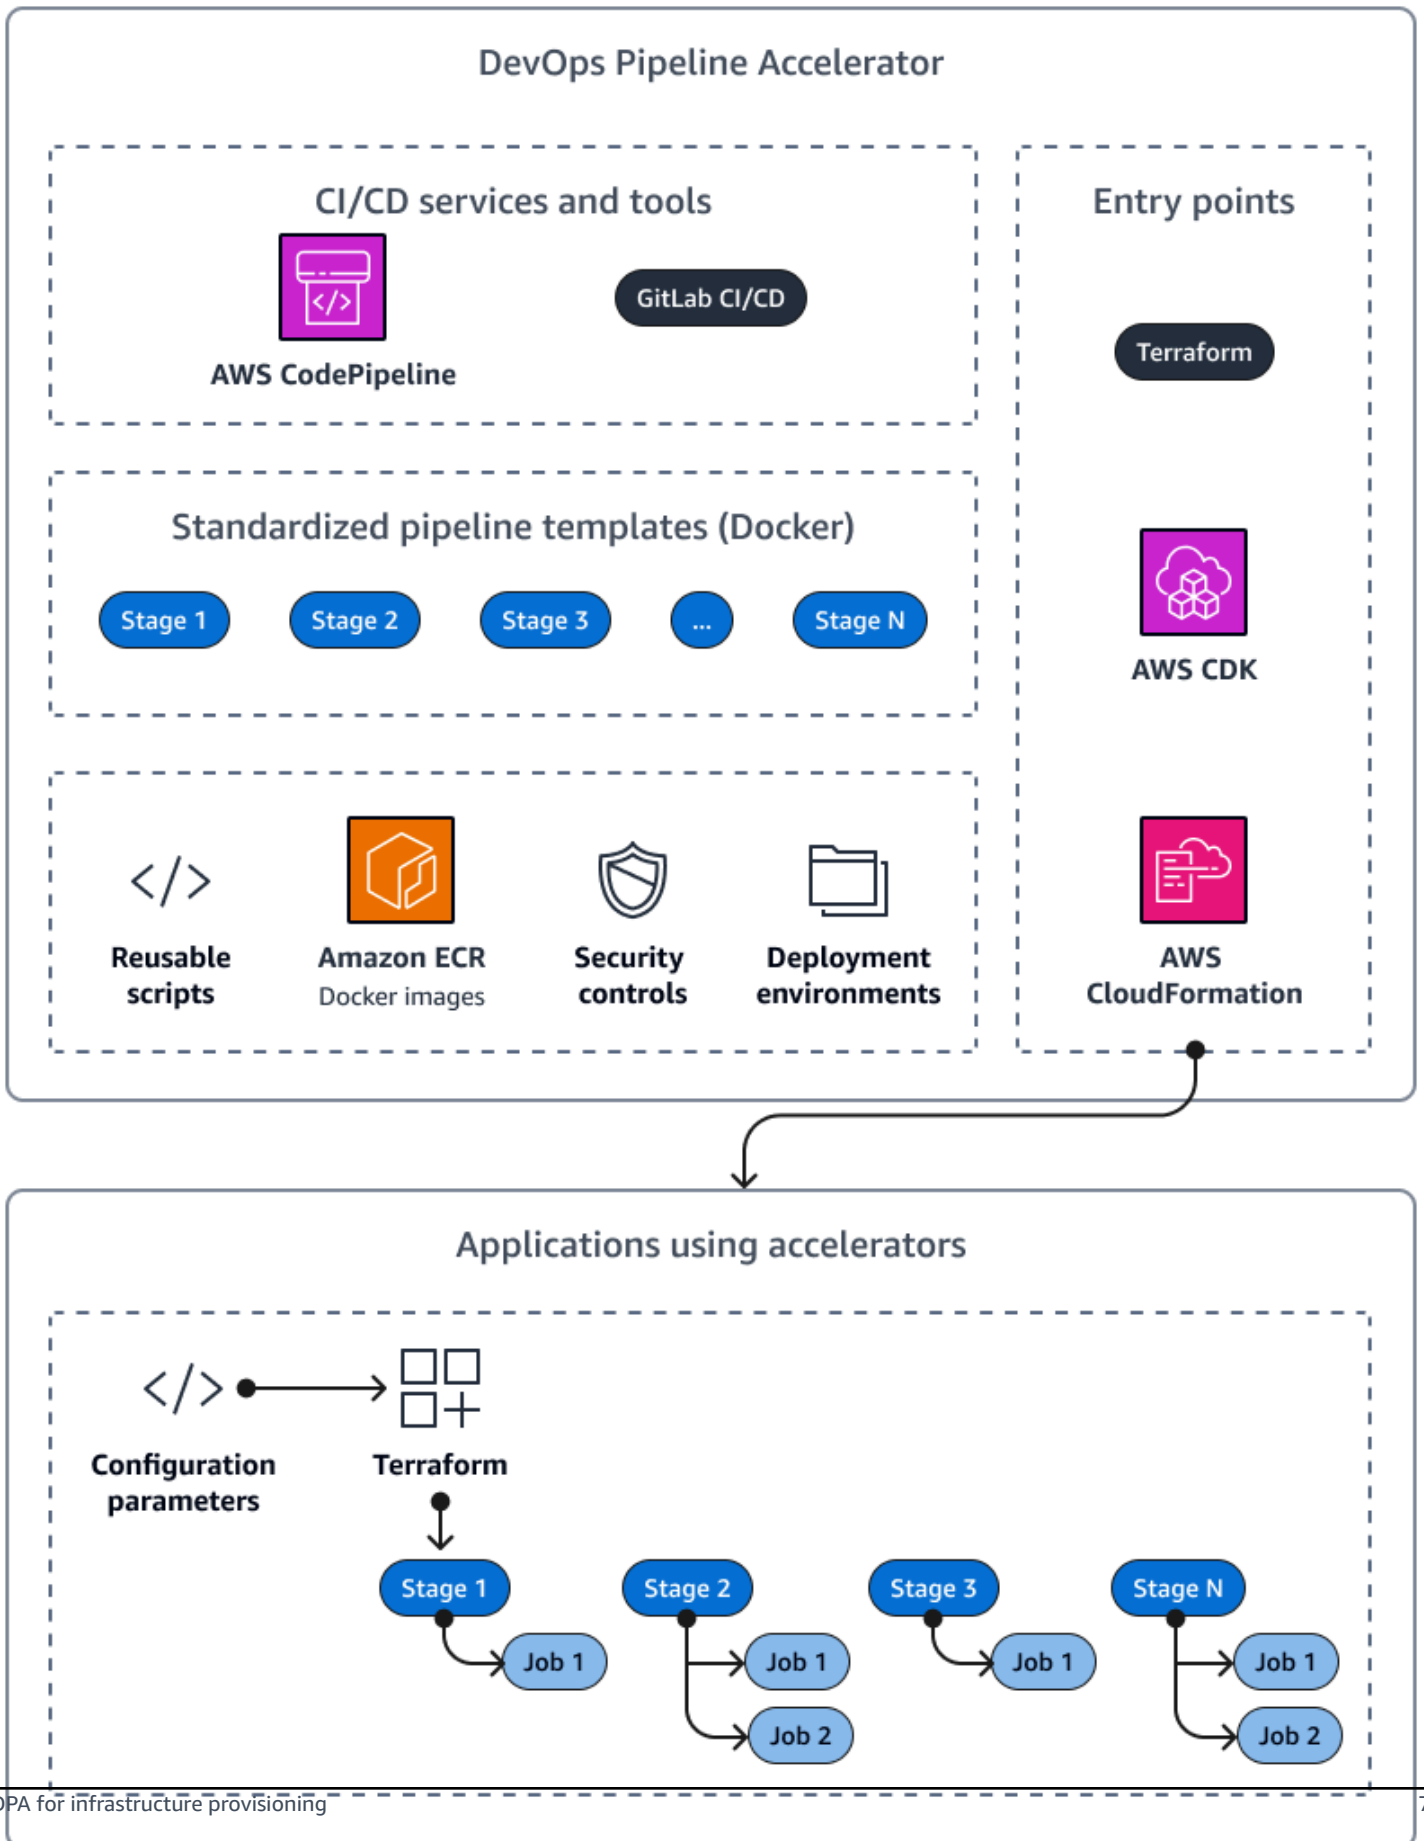 DevOps Pipeline Accelerator
CI/CD services and tools
AWS CodePipeline
GitLab CI/CD
Standardized pipeline templates (Docker)
Stage 1
Stage 2
Stage 3
...
Stage N
Reusable
scripts
Amazon ECR
Docker images
Security
controls
Deployment
environments
Entry points
Terraform
AWS CDK
AWS
CloudFormation
Applications using accelerators
Configuration
parameters
Terraform
Stage 1
Job 1
Stage 2
Job 1
Job 2
Stage 3
Job 1
Stage N
Job 1
Job 2
DPA for infrastructure provisioning
7